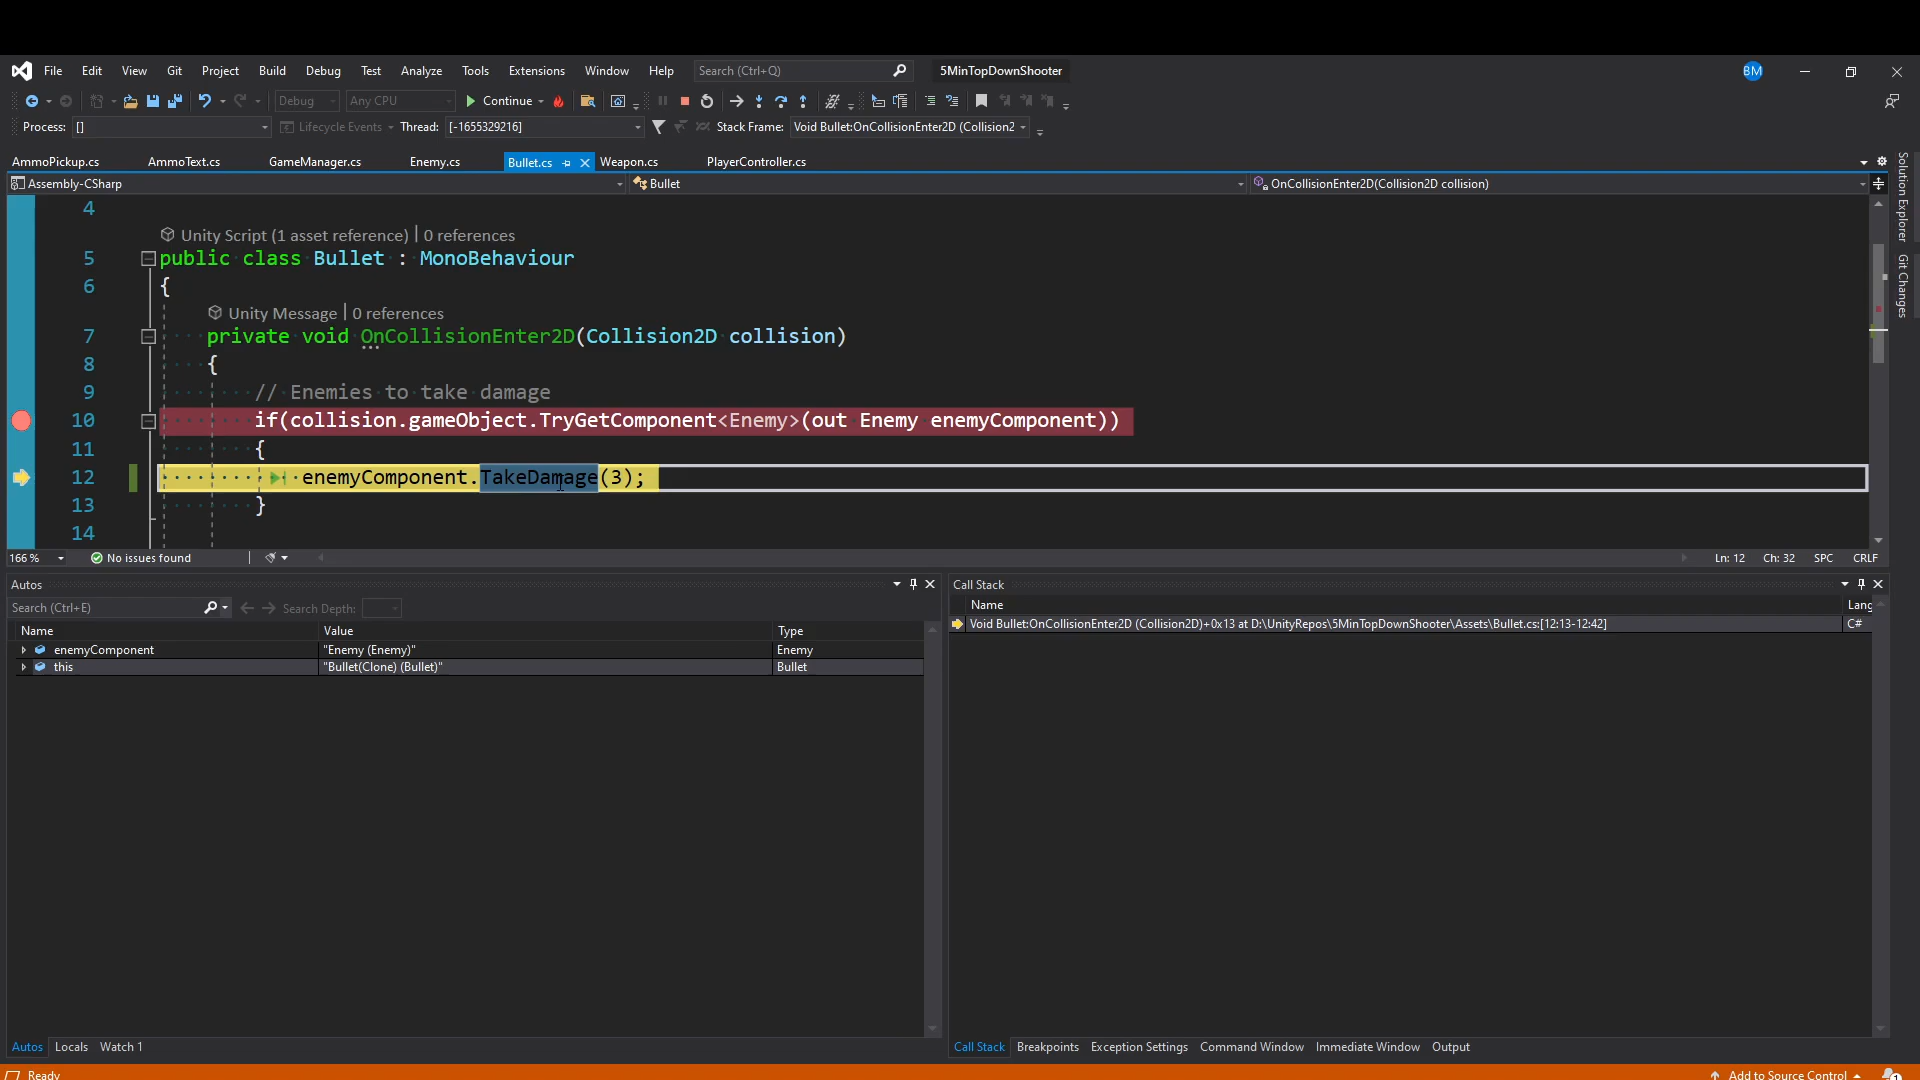 File Edit View Git Project Build Debug Test Analyze Tools Extensions Window Help Search (Ctrl+Q) 5MinTopDownShooter BM
Debug Any CPU Continue
Process: [] Lifecycle Events Thread: [-1655329216] Stack Frame: Void Bullet:OnCollisionEnter2D (Collision2
AmmoPickup.cs AmmoText.cs GameManager.cs Enemy.cs Bullet.cs Weapon.cs PlayerController.cs
Assembly-CSharp Bullet OnCollisionEnter2D(Collision2D collision)
Solution Explorer
Git Changes
4
Unity Script (1 asset reference) | 0 references
5 public class Bullet : MonoBehaviour
6 {
Unity Message | 0 references
7 private void OnCollisionEnter2D(Collision2D collision)
8 {
9 // Enemies to take damage
10 if(collision.gameObject.TryGetComponent<Enemy>(out Enemy enemyComponent))
11 {
12 enemyComponent.TakeDamage(3);
13 }
14
166 % No issues found Ln: 12 Ch: 32 SPC CRLF
Autos
Search (Ctrl+E) Search Depth:
Name Value Type
enemyComponent "Enemy (Enemy)" Enemy
this "Bullet(Clone) (Bullet)" Bullet
Autos Locals Watch 1
Call Stack
Name Lang
Void Bullet:OnCollisionEnter2D (Collision2D)+0x13 at D:\UnityRepos\5MinTopDownShooter\Assets\Bullet.cs:[12:13-12:42] C#
Call Stack Breakpoints Exception Settings Command Window Immediate Window Output
Ready Add to Source Control 1